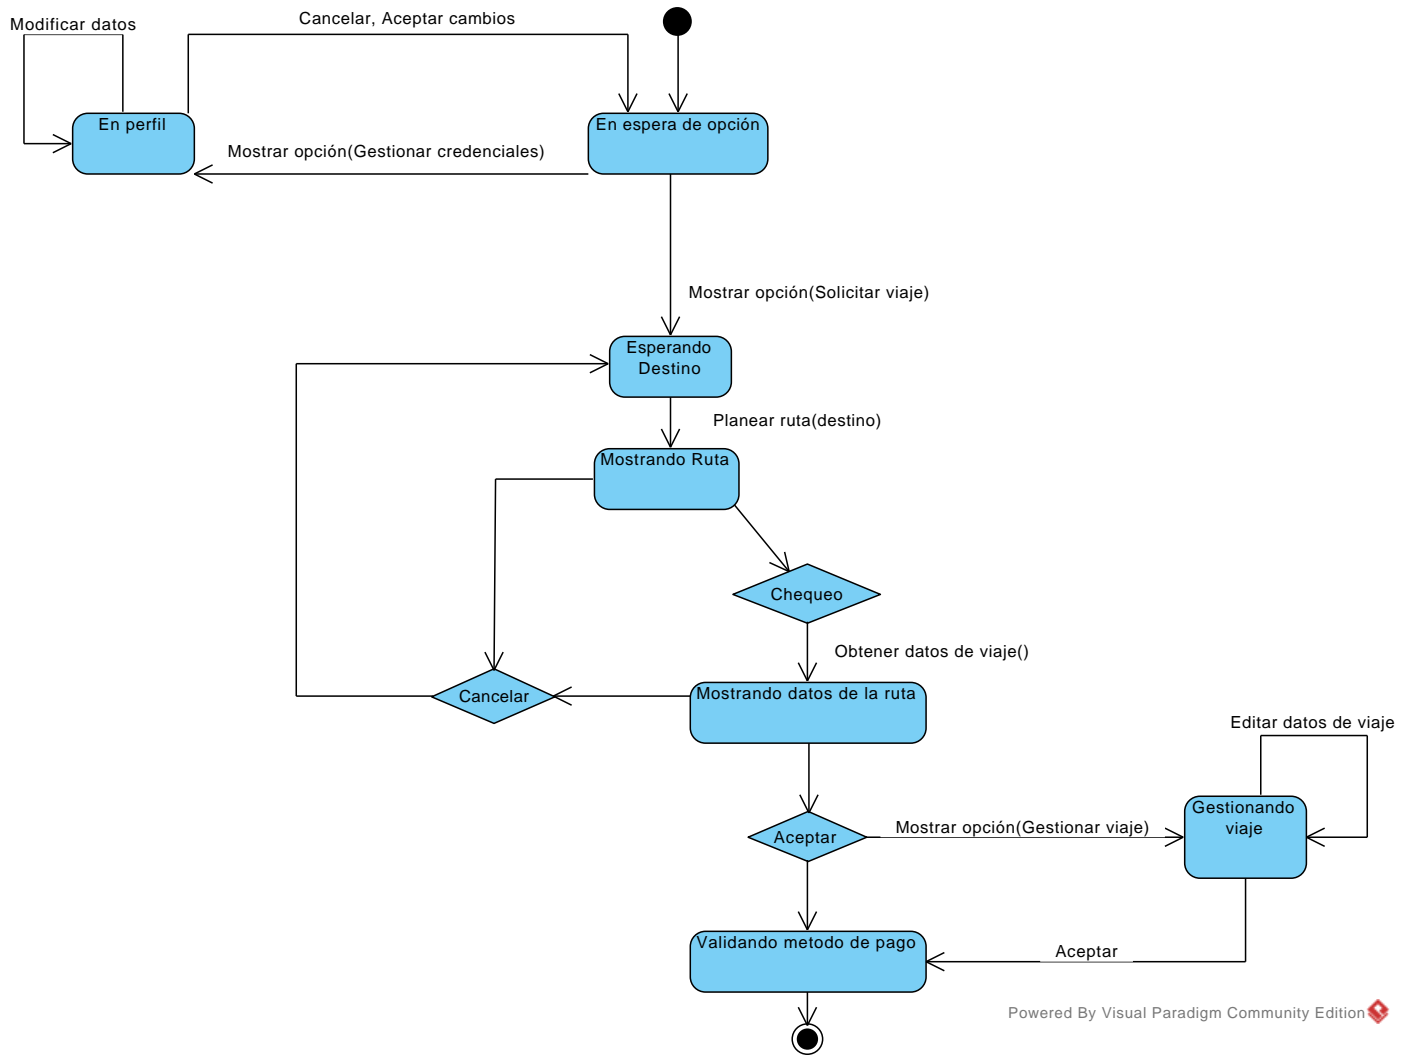 Modificar datos
Cancelar, Aceptar cambios
En perfil
En espera de opción
Mostrar opción(Gestionar credenciales)
Mostrar opción(Solicitar viaje)
Esperando
Destino
Planear ruta(destino)
Mostrando Ruta
Chequeo
Obtener datos de viaje()
Cancelar
Mostrando datos de la ruta
Editar datos de viaje
Gestionando
viaje
Mostrar opción(Gestionar viaje)
Aceptar
Validando metodo de pago
Aceptar
Powered By Visual Paradigm Community Edition